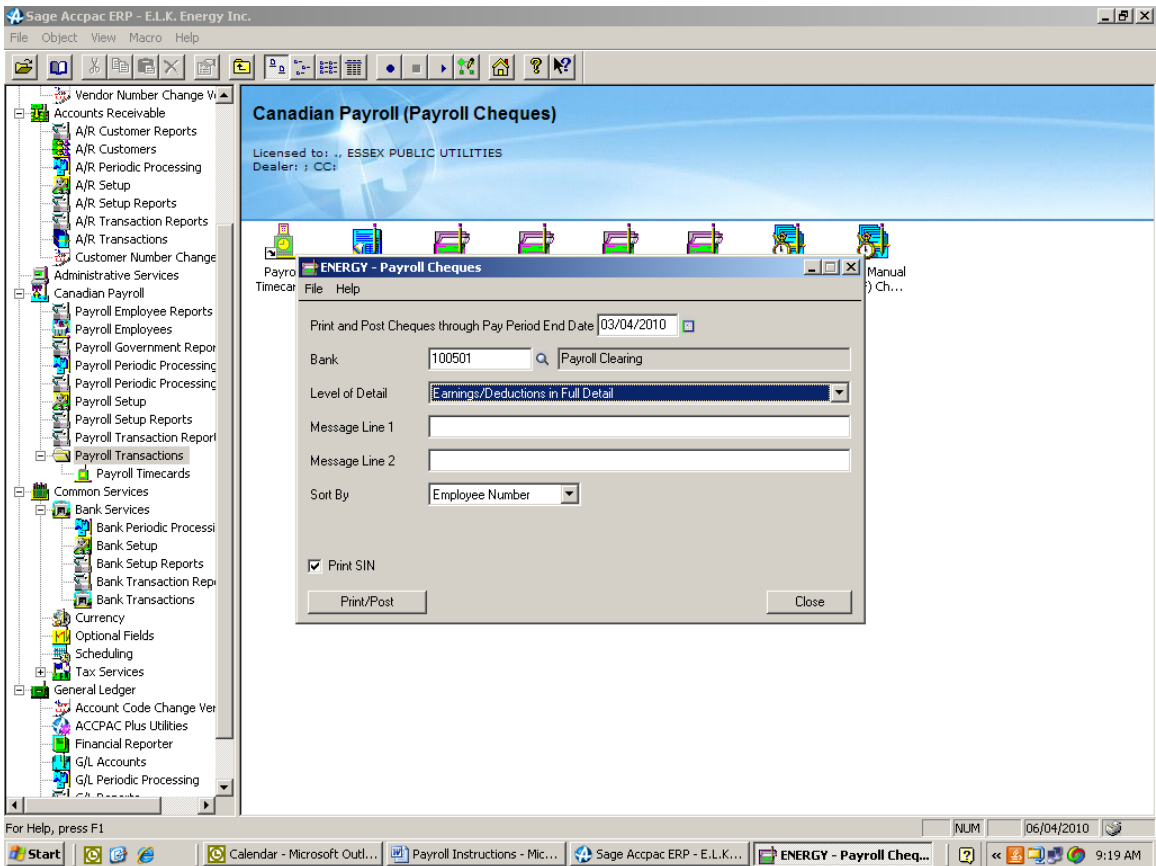 Sage Accpac ERP - E.L.K. Energy Inc.
File Object View Macro Help
Vendor Number Change V
Accounts Receivable
A/R Customer Reports
A/R Customers
A/R Periodic Processing
A/R Setup
A/R Setup Reports
A/R Transaction Reports
A/R Transactions
Customer Number Change
Administrative Services
Canadian Payroll
Payroll Employee Reports
Payroll Employees
Payroll Government Repor
Payroll Periodic Processing
Payroll Periodic Processing
Payroll Setup
Payroll Setup Reports
Payroll Transaction Report
Payroll Transactions
Payroll Timecards
Common Services
Bank Services
Bank Periodic Processi
Bank Setup
Bank Setup Reports
Bank Transaction Rep
Bank Transactions
Currency
Optional Fields
Scheduling
Tax Services
General Ledger
Account Code Change Ver
ACCPAC Plus Utilities
Financial Reporter
G/L Accounts
G/L Periodic Processing
Canadian Payroll (Payroll Cheques)
Licensed to: ., ESSEX PUBLIC UTILITIES
Dealer: ; CC:
Payro
Timecar
Manual
) Ch...
ENERGY - Payroll Cheques
File Help
Print and Post Cheques through Pay Period End Date 03/04/2010
Bank 100501 Payroll Clearing
Level of Detail Earnings/Deductions in Full Detail
Message Line 1
Message Line 2
Sort By Employee Number
Print SIN
Print/Post Close
For Help, press F1 NUM 06/04/2010
Start Calendar - Microsoft Outl... Payroll Instructions - Mic... Sage Accpac ERP - E.L.K... ENERGY - Payroll Cheq... « 9:19 AM